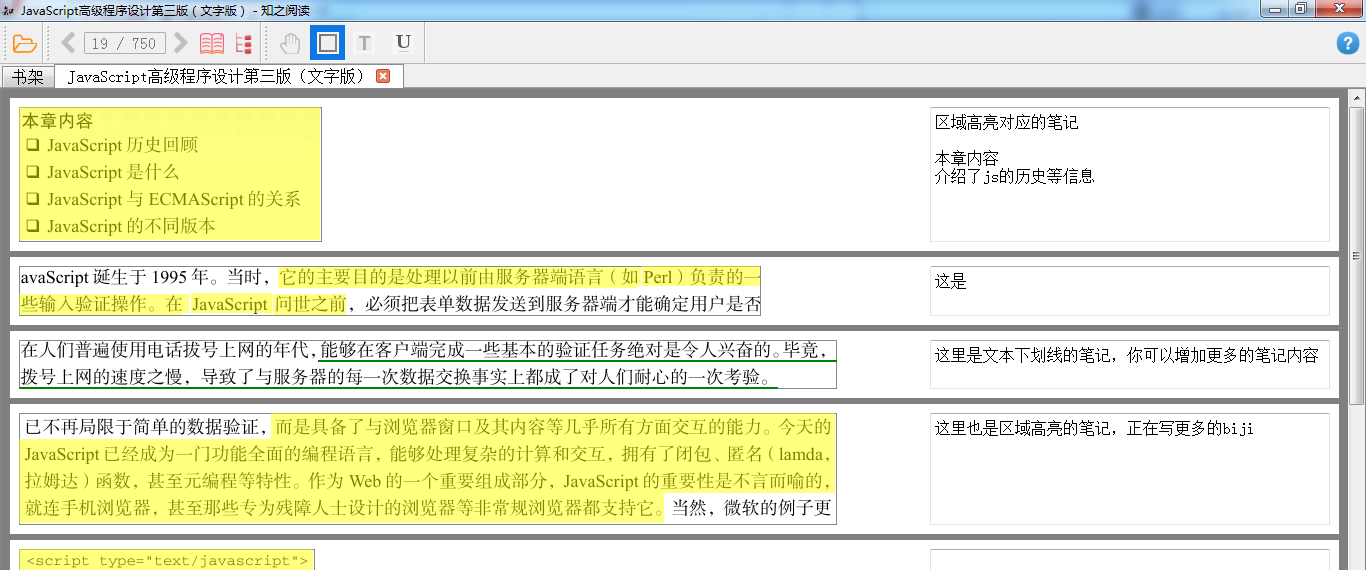 知 JavaScript高级程序设计第三版（文字版） - 知之阅读
19 / 750
T
U
?
书架
JavaScript高级程序设计第三版（文字版）
本章内容
❑ JavaScript 历史回顾
❑ JavaScript 是什么
❑ JavaScript 与 ECMAScript 的关系
❑ JavaScript 的不同版本
区域高亮对应的笔记
本章内容
介绍了js的历史等信息
avaScript 诞生于 1995 年。当时，它的主要目的是处理以前由服务器端语言（如 Perl）负责的一
些输入验证操作。在 JavaScript 问世之前，必须把表单数据发送到服务器端才能确定用户是否
这是
在人们普遍使用电话拔号上网的年代，能够在客户端完成一些基本的验证任务绝对是令人兴奋的。毕竟，
拨号上网的速度之慢，导致了与服务器的每一次数据交换事实上都成了对人们耐心的一次考验。
这里是文本下划线的笔记，你可以增加更多的笔记内容
已不再局限于简单的数据验证，而是具备了与浏览器窗口及其内容等几乎所有方面交互的能力。今天的
JavaScript 已经成为一门功能全面的编程语言，能够处理复杂的计算和交互，拥有了闭包、匿名（lamda，
拉姆达）函数，甚至元编程等特性。作为 Web 的一个重要组成部分，JavaScript 的重要性是不言而喻的，
就连手机浏览器，甚至那些专为残障人士设计的浏览器等非常规浏览器都支持它。当然，微软的例子更
这里也是区域高亮的笔记，正在写更多的biji
<script type="text/javascript">